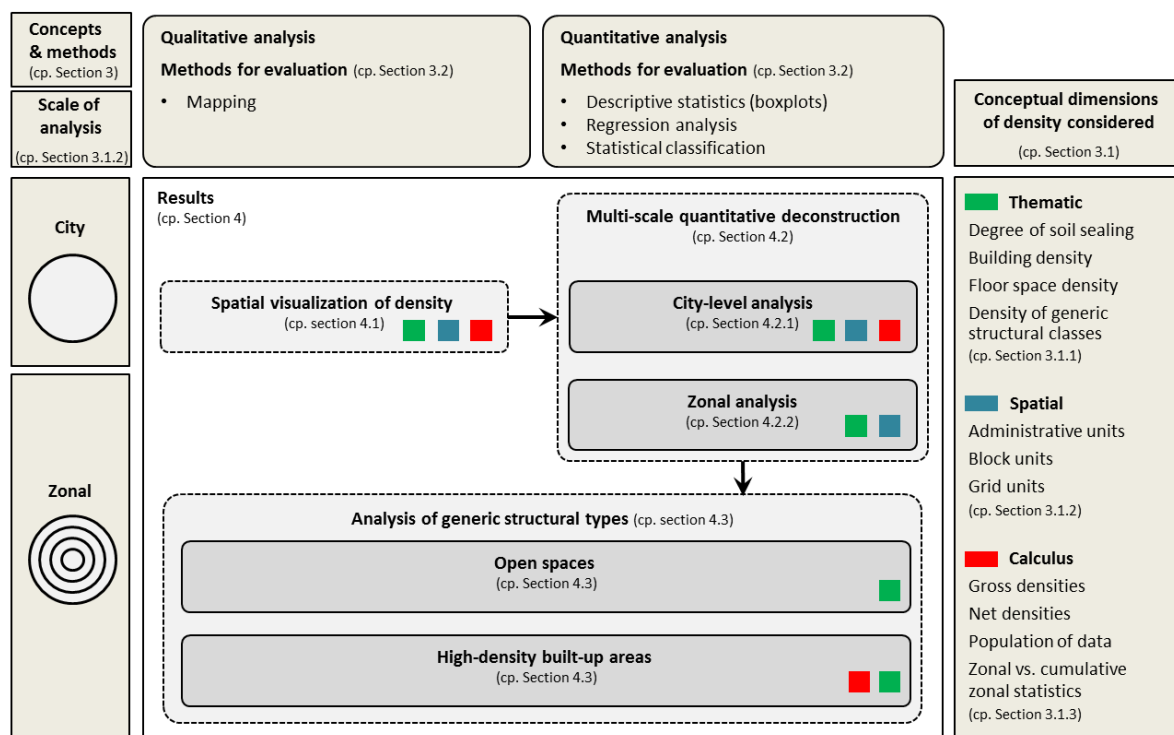 Concepts
& methods
(cp. Section 3)
Scale of
analysis
(cp. Section 3.1.2)
Qualitative analysis
Methods for evaluation (cp. Section 3.2)
• Mapping
Quantitative analysis
Methods for evaluation (cp. Section 3.2)
• Descriptive statistics (boxplots)
• Regression analysis
• Statistical classification
Conceptual dimensions
of density considered
(cp. Section 3.1)
City
Zonal
Results
(cp. Section 4)
Spatial visualization of density
(cp. section 4.1)
Multi-scale quantitative deconstruction
(cp. Section 4.2)
City-level analysis
(cp. Section 4.2.1)
Zonal analysis
(cp. Section 4.2.2)
Analysis of generic structural types (cp. section 4.3)
Open spaces
(cp. Section 4.3)
High-density built-up areas
(cp. Section 4.3)
Thematic
Degree of soil sealing
Building density
Floor space density
Density of generic
structural classes
(cp. Section 3.1.1)
Spatial
Administrative units
Block units
Grid units
(cp. Section 3.1.2)
Calculus
Gross densities
Net densities
Population of data
Zonal vs. cumulative
zonal statistics
(cp. Section 3.1.3)